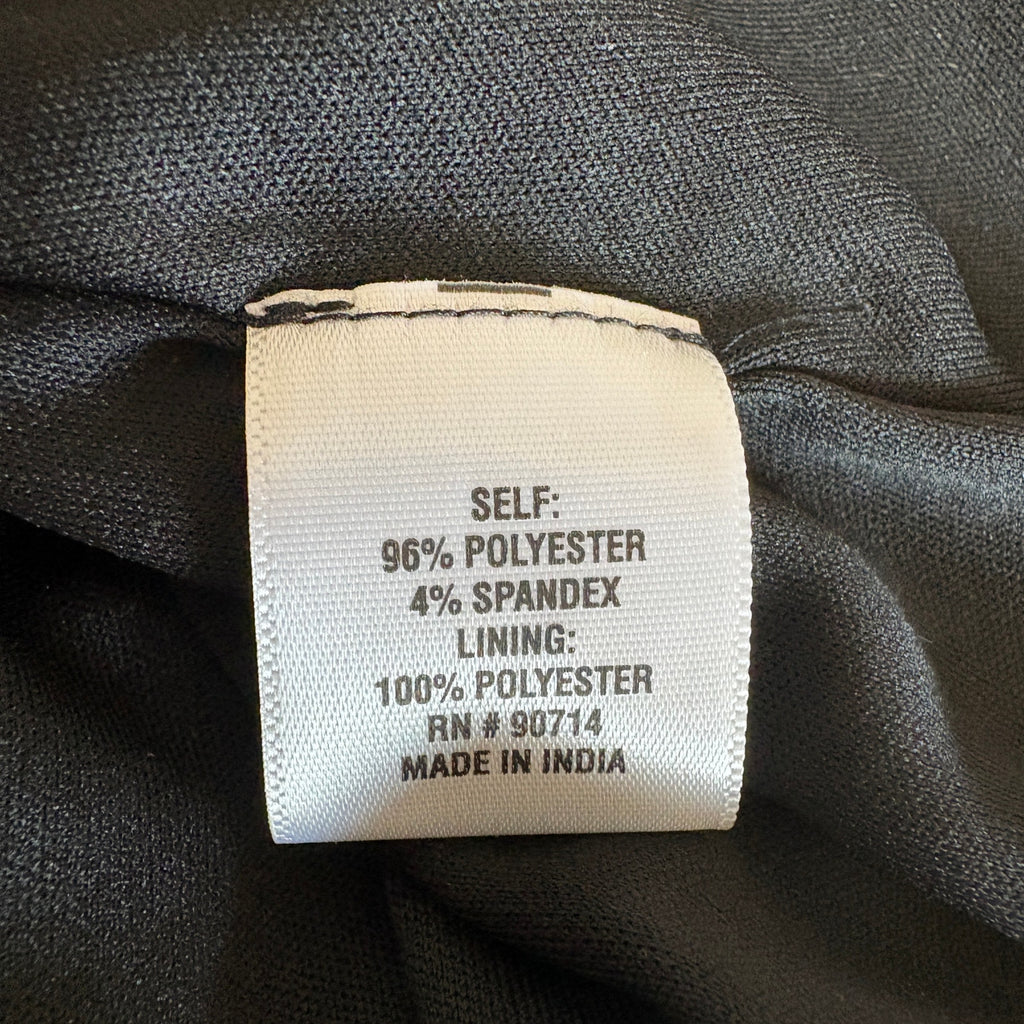 SELF:
96% POLYESTER
4% SPANDEX
LINING:
100% POLYESTER
RN # 90714
MADE IN INDIA